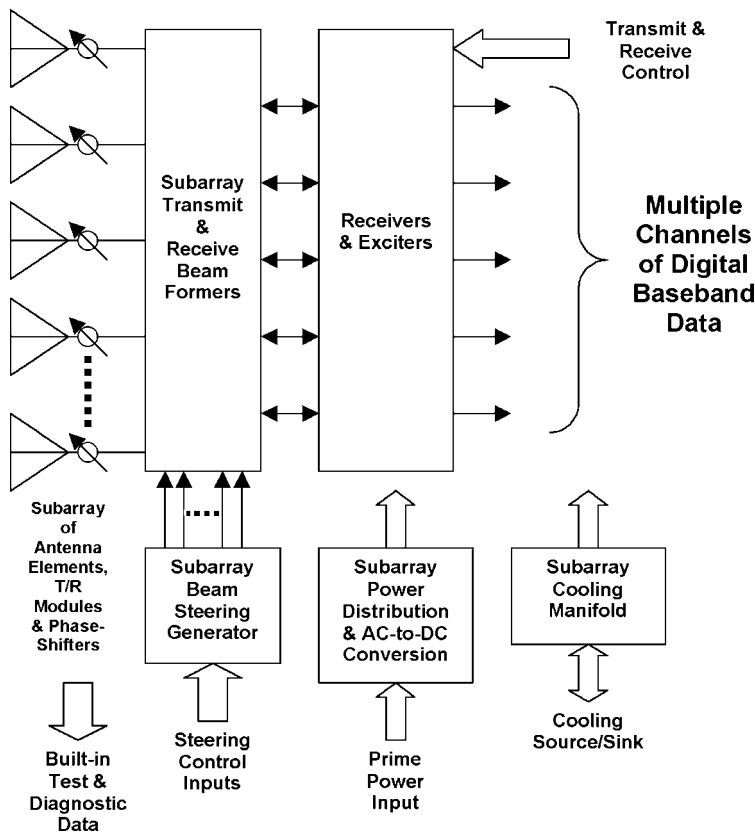 Transmit &
Receive
Control
Subarray
Transmit
&
Receive
Beam
Formers
Receivers
& Exciters
Multiple
Channels
of Digital
Baseband
Data
Subarray
of
Antenna
Elements,
T/R
Modules
& Phase-
Shifters
Subarray
Beam
Steering
Generator
Subarray
Power
Distribution
& AC-to-DC
Conversion
Subarray
Cooling
Manifold
Built-in
Test &
Diagnostic
Data
Steering
Control
Inputs
Prime
Power
Input
Cooling
Source/Sink